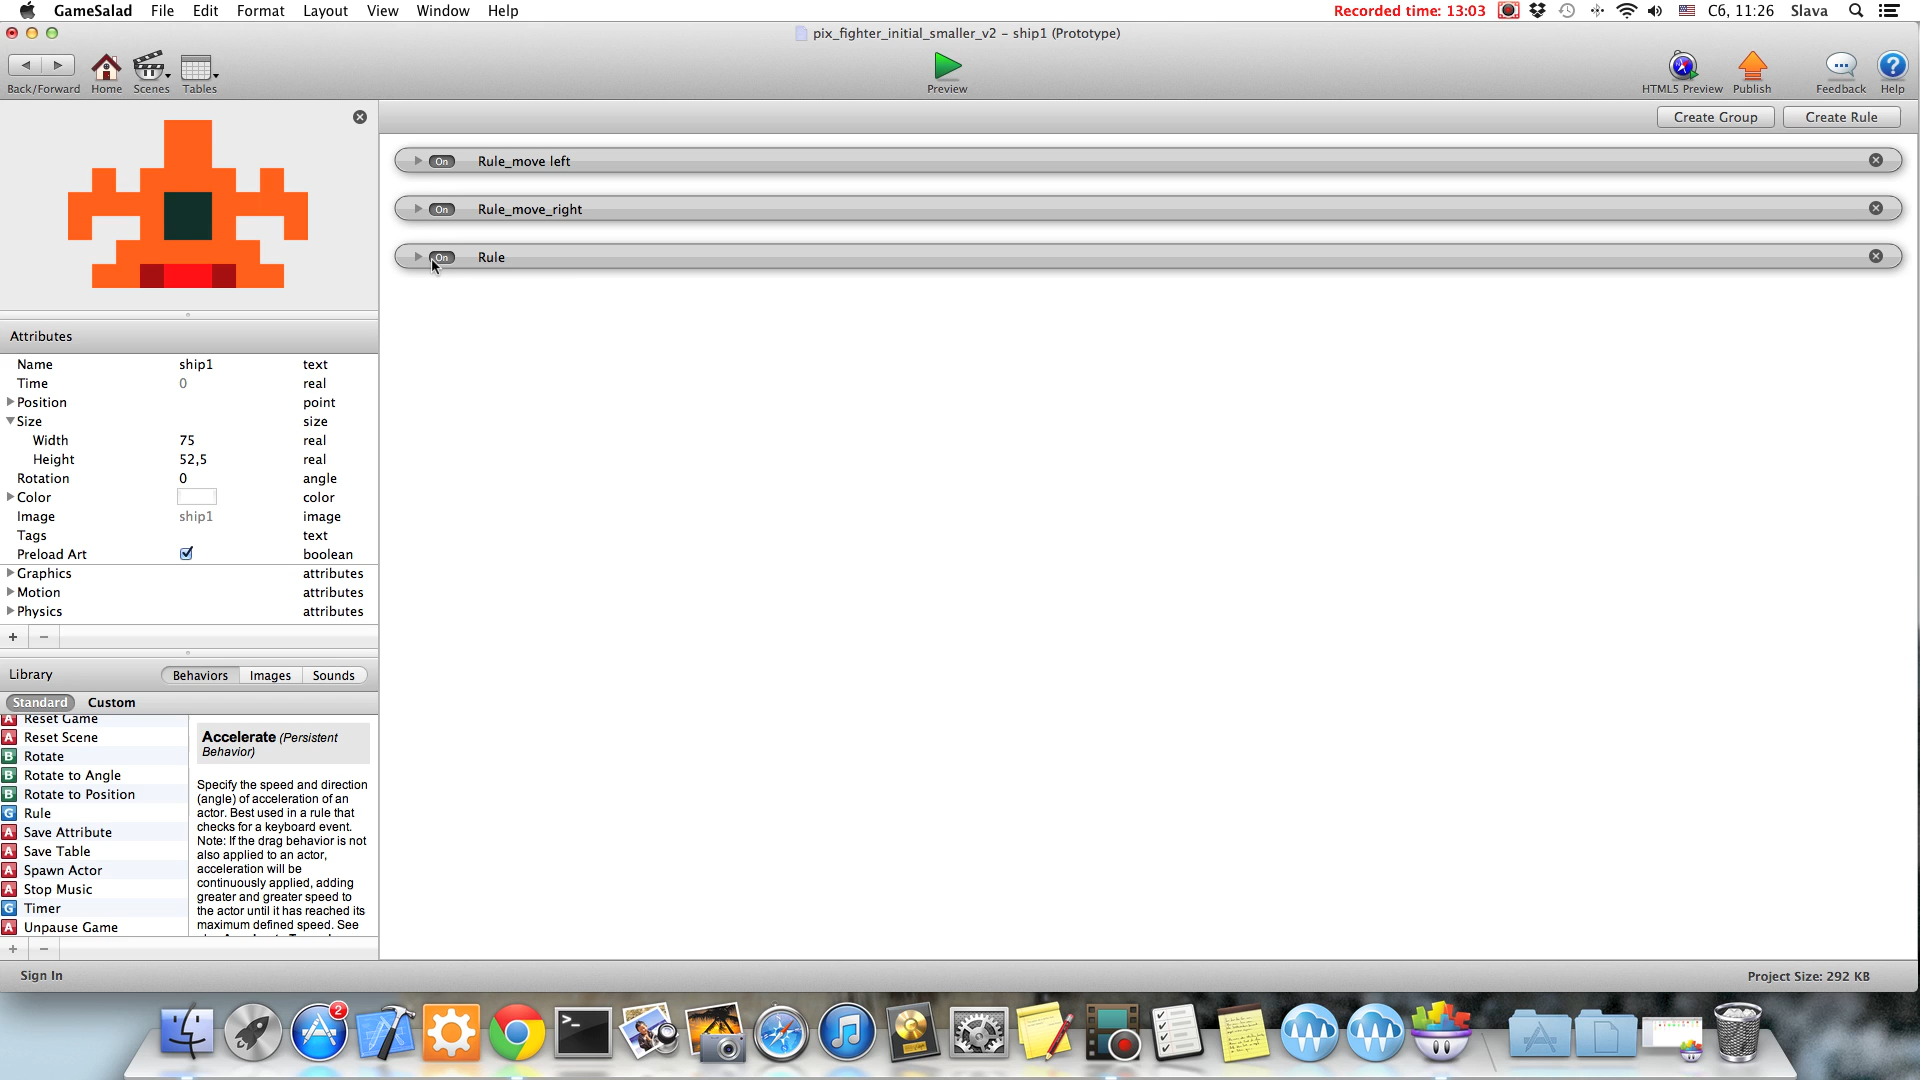 GameSalad File Edit Format Layout View Window Help
Recorded time: 13:03 Сб, 11:26 Slava
pix_fighter_initial_smaller_v2 – ship1 (Prototype)
Back/Forward Home Scenes Tables Preview HTML5 Preview Publish Feedback Help
Create Group Create Rule
On Rule_move left
On Rule_move_right
On Rule
Attributes
Name ship1 text
Time 0 real
Position point
Size size
Width 75 real
Height 52,5 real
Rotation 0 angle
Color color
Image ship1 image
Tags text
Preload Art boolean
Graphics attributes
Motion attributes
Physics attributes
Library Behaviors Images Sounds
Standard Custom
A Reset Game
A Reset Scene
B Rotate
B Rotate to Angle
B Rotate to Position
G Rule
A Save Attribute
A Save Table
A Spawn Actor
A Stop Music
G Timer
A Unpause Game
Accelerate (Persistent
Behavior)
Specify the speed and direction
(angle) of acceleration of an
actor. Best used in a rule that
checks for a keyboard event.
Note: If the drag behavior is not
also applied to an actor,
acceleration will be
continuously applied, adding
greater and greater speed to
the actor until it has reached its
maximum defined speed. See
Sign In
Project Size: 292 KB
2